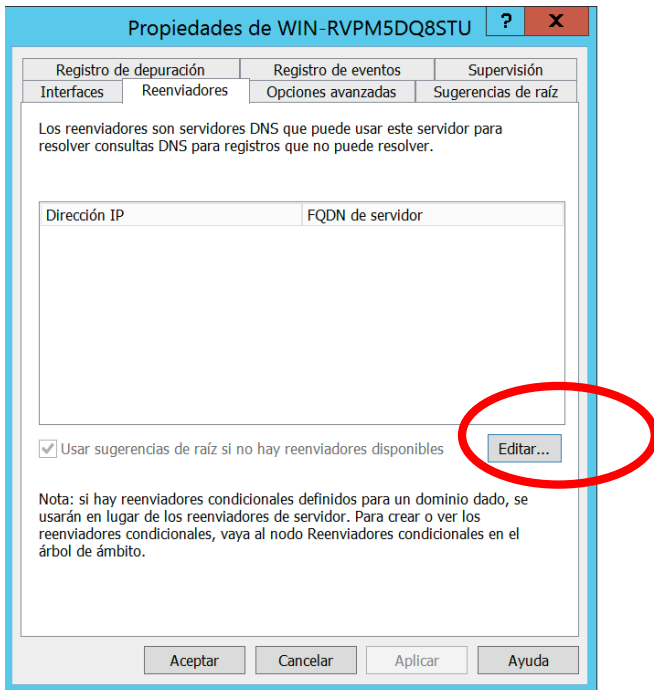 Propiedades de WIN-RVPM5DQ8STU ? X
Registro de depuración Registro de eventos Supervisión
Interfaces Reenviadores Opciones avanzadas Sugerencias de raíz
Los reenviadores son servidores DNS que puede usar este servidor para
resolver consultas DNS para registros que no puede resolver.
Dirección IP FQDN de servidor
Usar sugerencias de raíz si no hay reenviadores disponibles Editar...
Nota: si hay reenviadores condicionales definidos para un dominio dado, se
usarán en lugar de los reenviadores de servidor. Para crear o ver los
reenviadores condicionales, vaya al nodo Reenviadores condicionales en el
árbol de ámbito.
Aceptar Cancelar Aplicar Ayuda